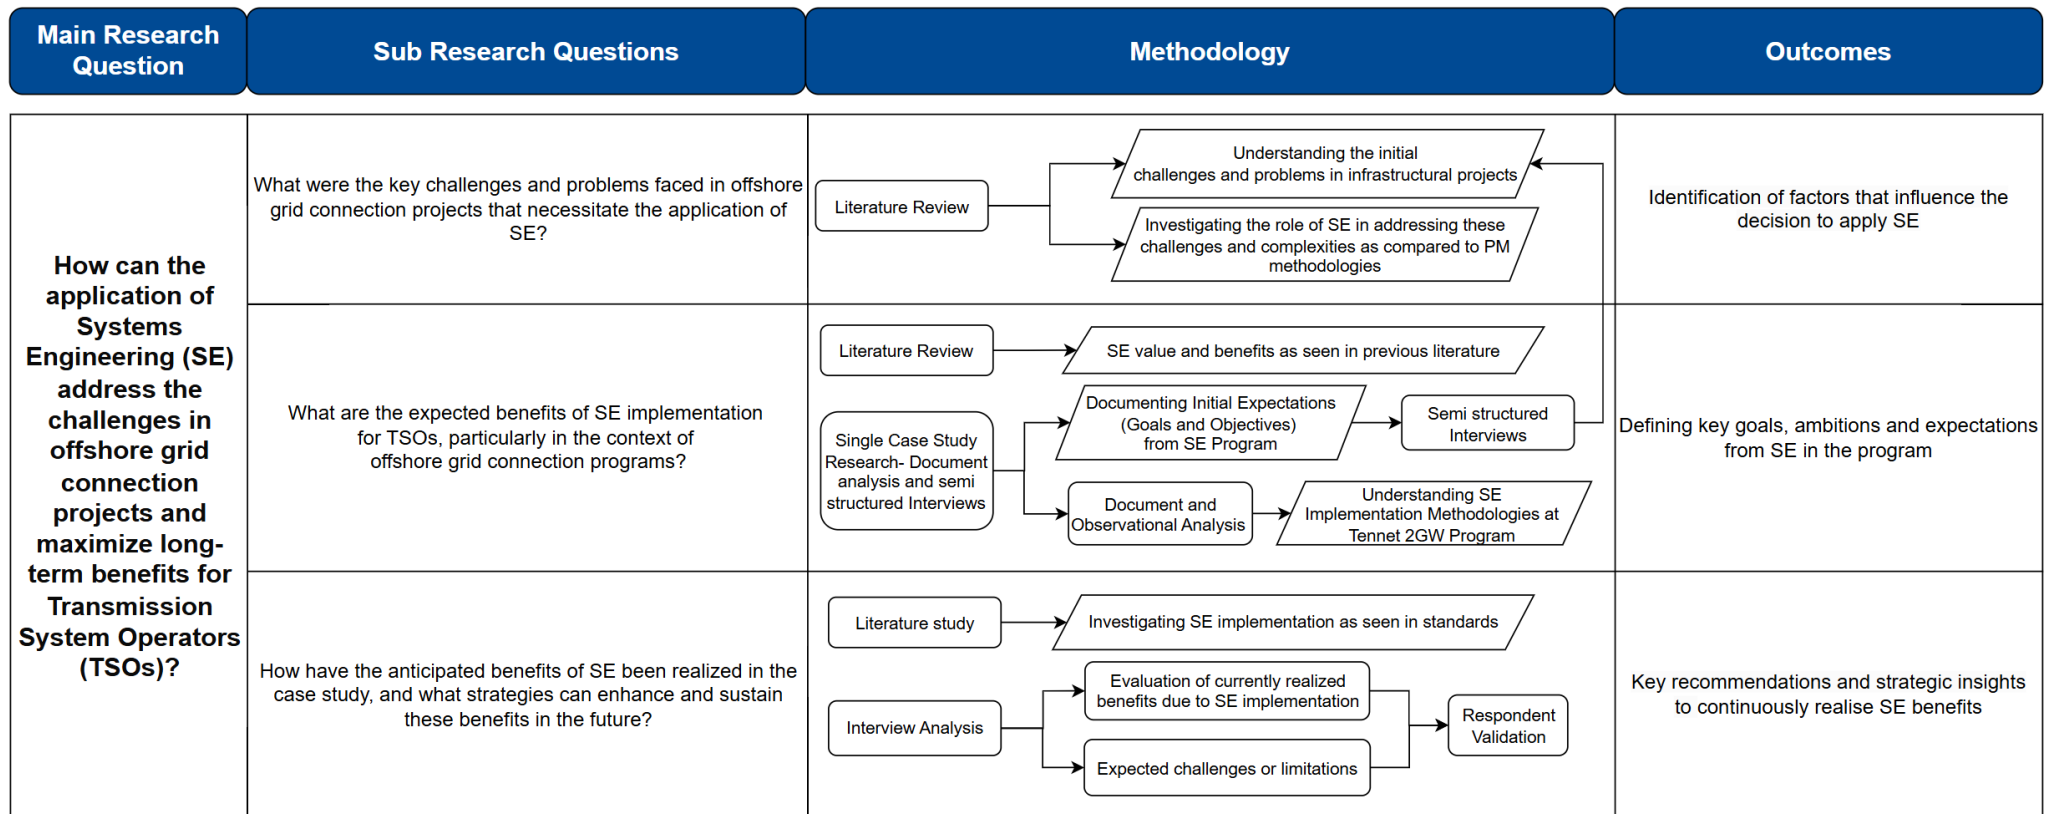 Main Research
Question
Sub Research Questions
Methodology
Outcomes
How can the
application of
Systems
Engineering (SE)
address the
challenges in
offshore grid
connection
projects and
maximize long-
term benefits for
Transmission
System Operators
(TSOs)?
What were the key challenges and problems faced in offshore
grid connection projects that necessitate the application of
SE?
Literature Review
Understanding the initial
challenges and problems in infrastructural projects
Investigating the role of SE in addressing these
challenges and complexities as compared to PM
methodologies
Identification of factors that influence the
decision to apply SE
What are the expected benefits of SE implementation
for TSOs, particularly in the context of
offshore grid connection programs?
Literature Review
SE value and benefits as seen in previous literature
Single Case Study
Research- Document
analysis and semi
structured Interviews
Documenting Initial Expectations
(Goals and Objectives)
from SE Program
Semi structured
Interviews
Document and
Observational Analysis
Understanding SE
Implementation Methodologies at
Tennet 2GW Program
Defining key goals, ambitions and expectations
from SE in the program
How have the anticipated benefits of SE been realized in the
case study, and what strategies can enhance and sustain
these benefits in the future?
Literature study
Investigating SE implementation as seen in standards
Interview Analysis
Evaluation of currently realized
benefits due to SE implementation
Expected challenges or limitations
Respondent
Validation
Key recommendations and strategic insights
to continuously realise SE benefits